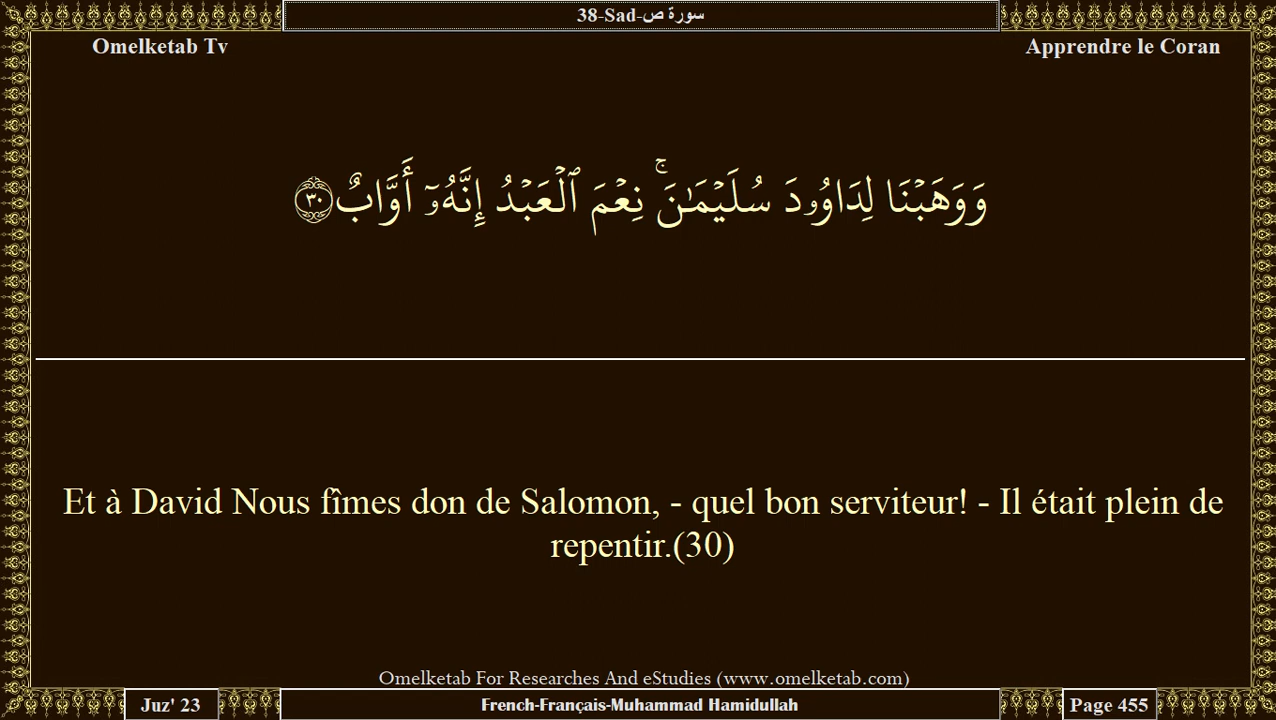 38-Sad-سورة ص
Omelketab Tv
Apprendre le Coran
وَوَهَبۡنَا لِدَاوُۥدَ سُلَيۡمَٰنَۚ نِعۡمَ ٱلۡعَبۡدُ إِنَّهُۥٓ أَوَّابٌ ٣٠
Et à David Nous fîmes don de Salomon, - quel bon serviteur! - Il était plein de
repentir.(30)
Omelketab For Researches And eStudies (www.omelketab.com)
Juz' 23
French-Français-Muhammad Hamidullah
Page 455